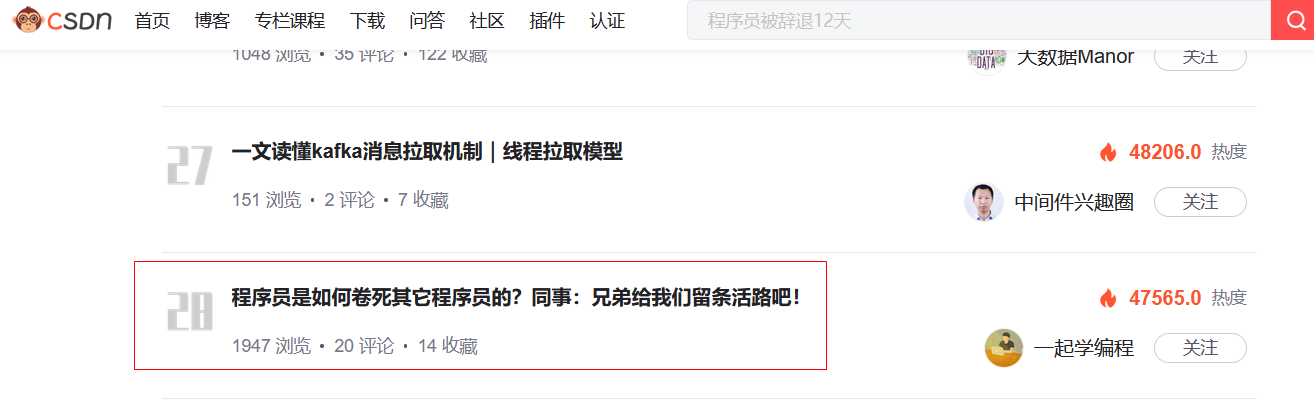 CSDN 首页 博客 专栏课程 下载 问答 社区 插件 认证 程序员被辞退12天
1048 浏览 • 35 评论 • 122 收藏 大数据Manor 关注
27 一文读懂kafka消息拉取机制｜线程拉取模型 48206.0 热度
151 浏览 • 2 评论 • 7 收藏 中间件兴趣圈 关注
28 程序员是如何卷死其它程序员的？同事：兄弟给我们留条活路吧！ 47565.0 热度
1947 浏览 • 20 评论 • 14 收藏 一起学编程 关注